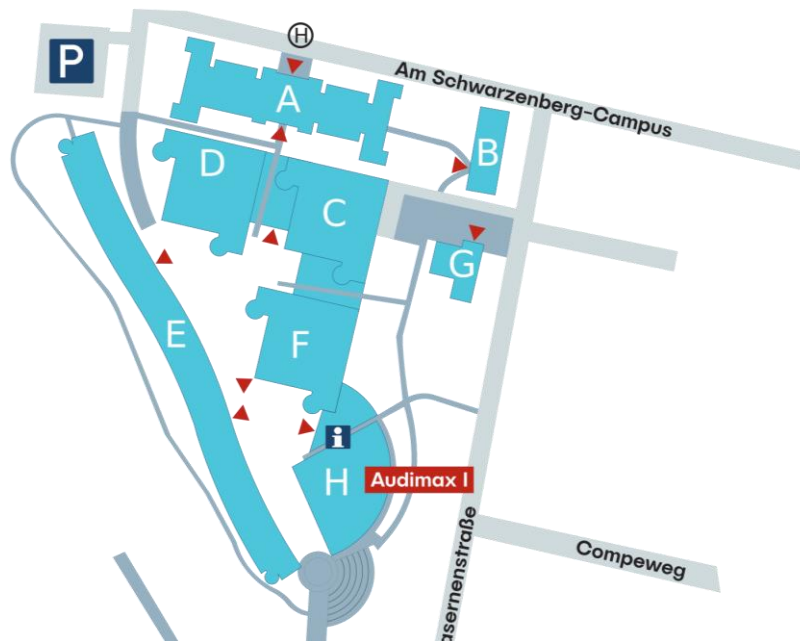 P
H
Am Schwarzenberg-Campus
A
B
D
C
G
E
F
i
H
Audimax I
asernenstraße
Compeweg